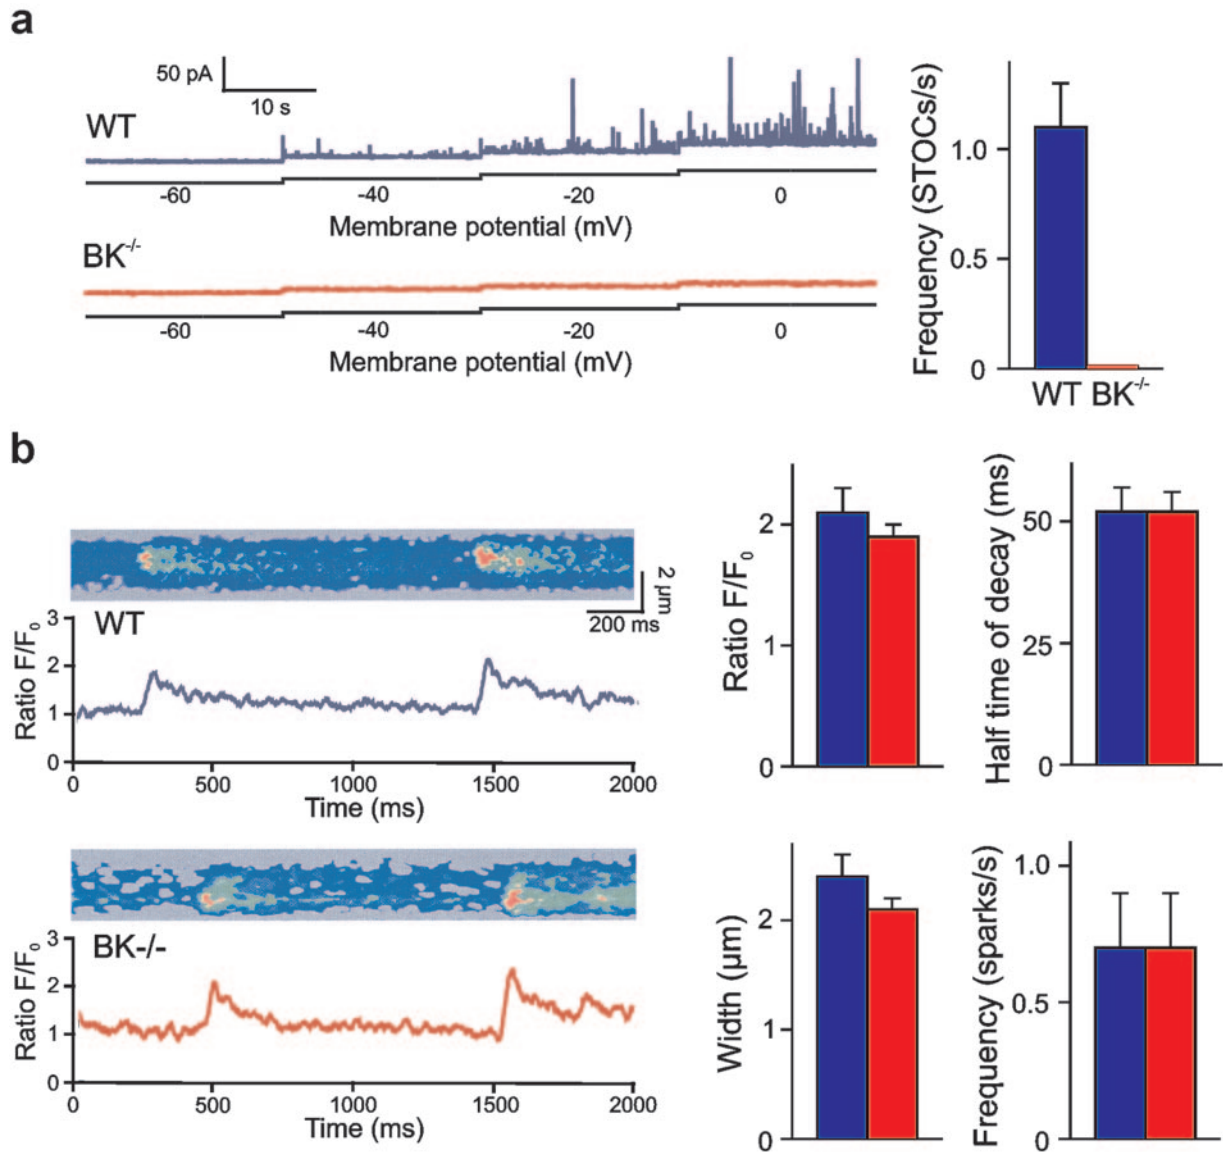 a
50 pA
10 s
WT
-60 -40 -20 0
Membrane potential (mV)
BK-/-
-60 -40 -20 0
Membrane potential (mV)
Frequency (STOCs/s)
1.0
0.5
0
WT BK-/-
b
2 µm
200 ms
WT
Ratio F/F0
3
2
1
0
0 500 1000 1500 2000
Time (ms)
BK-/-
Ratio F/F0
3
2
1
0
0 500 1000 1500 2000
Time (ms)
Ratio F/F0
2
1
0
Half time of decay (ms)
50
25
0
Width (µm)
2
1
0
Frequency (sparks/s)
1.0
0.5
0